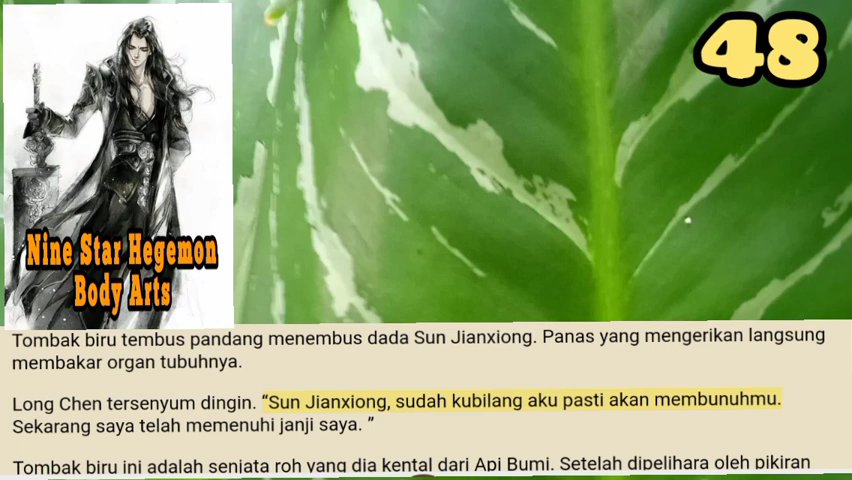 48
Nine Star Hegemon
Body Arts
Tombak biru tembus pandang menembus dada Sun Jianxiong. Panas yang mengerikan langsung
membakar organ tubuhnya.
Long Chen tersenyum dingin. “Sun Jianxiong, sudah kubilang aku pasti akan membunuhmu.
Sekarang saya telah memenuhi janji saya. ”
Tombak biru ini adalah senjata roh yang dia kental dari Api Bumi. Setelah dipelihara oleh pikiran